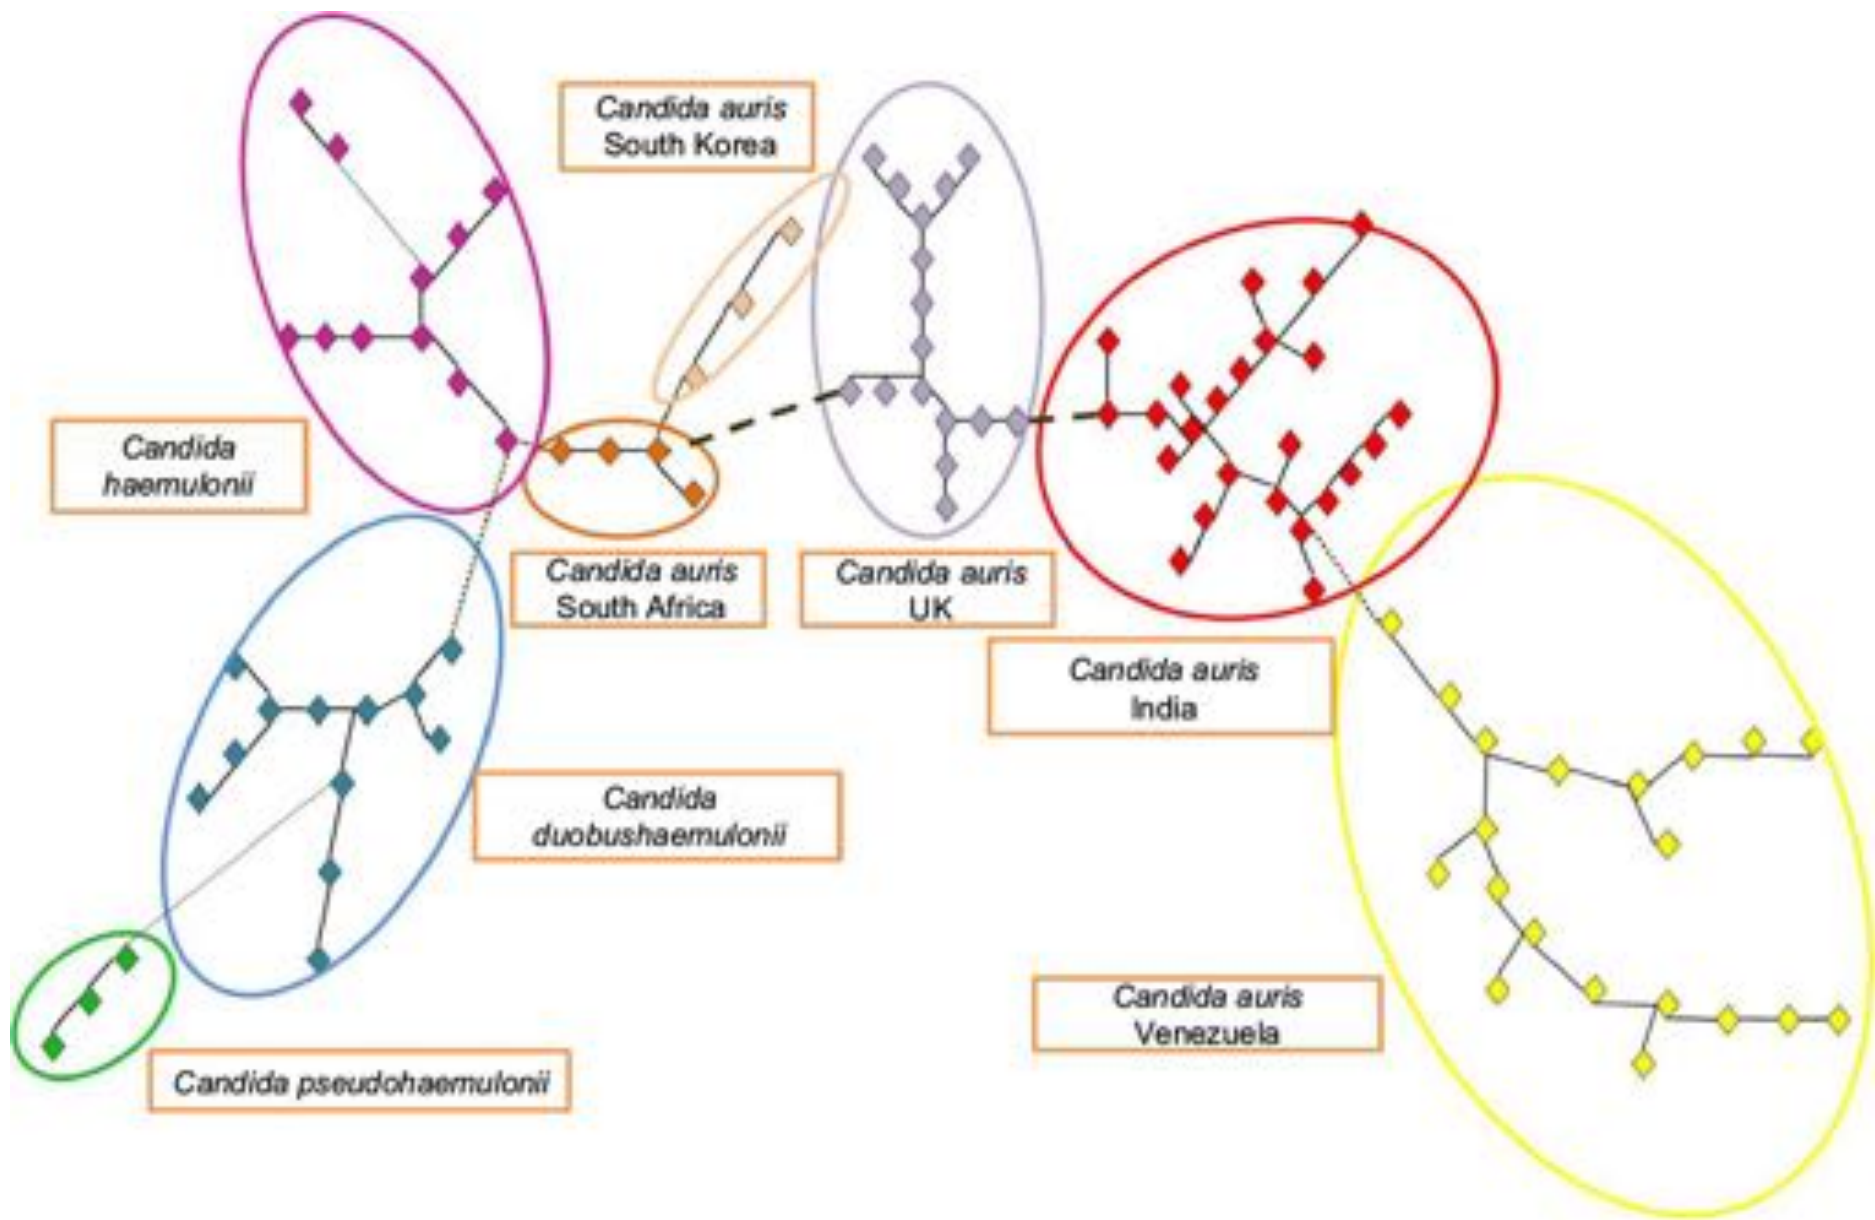 Candida auris
South Korea
Candida
haemulonii
Candida auris
South Africa
Candida auris
UK
Candida auris
India
Candida
duobushaemulonii
Candida auris
Venezuela
Candida pseudohaemulonii